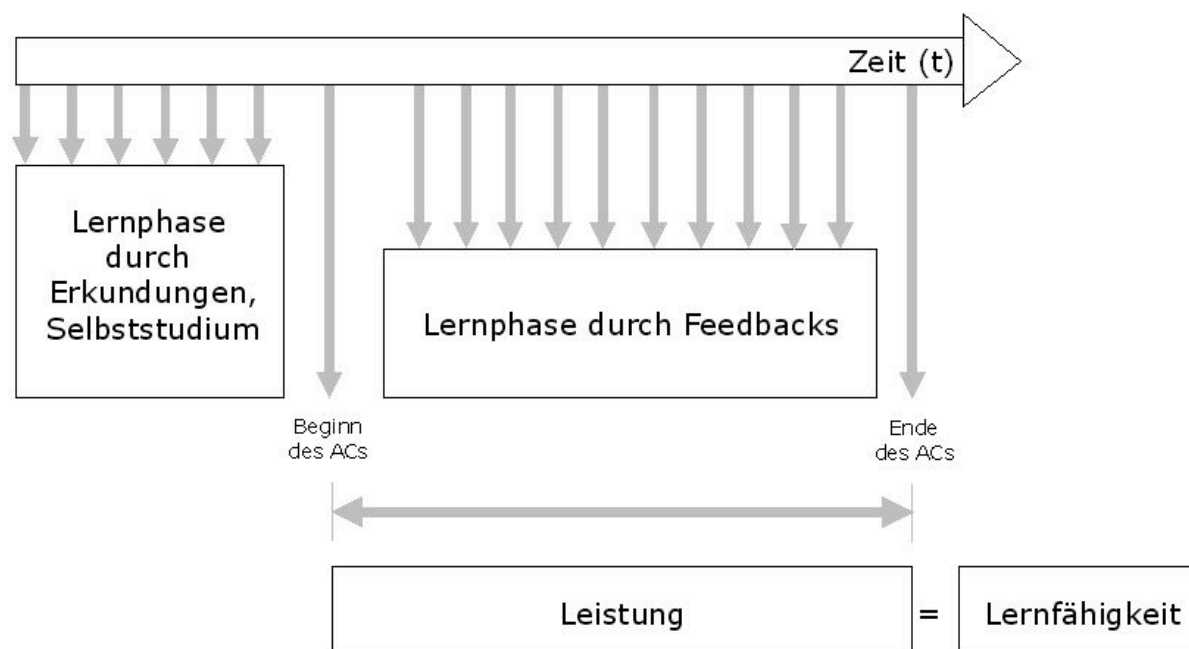 Zeit (t)
Lernphase
durch
Erkundungen,
Selbststudium
Lernphase durch Feedbacks
Beginn
des ACs
Ende
des ACs
Leistung
=
Lernfähigkeit